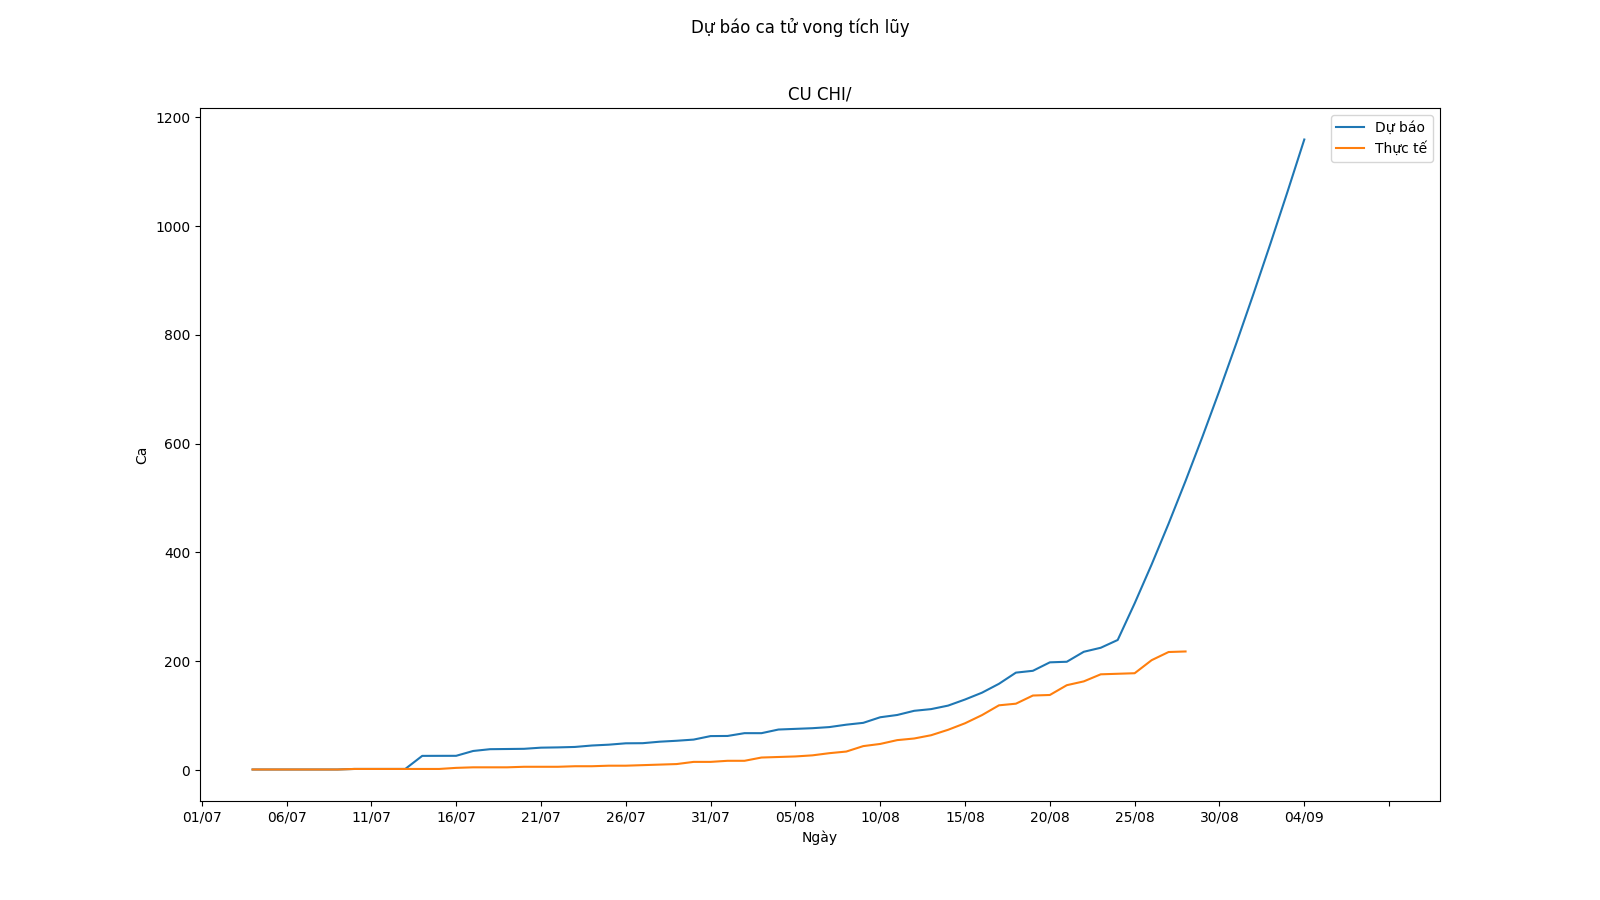 Dự báo ca tử vong tích lũy
CU CHI/
1200
1000
800
600
400
200
0
Ca
Dự báo
Thực tế
01/07 06/07 11/07 16/07 21/07 26/07 31/07 05/08 10/08 15/08 20/08 25/08 30/08 04/09
Ngày